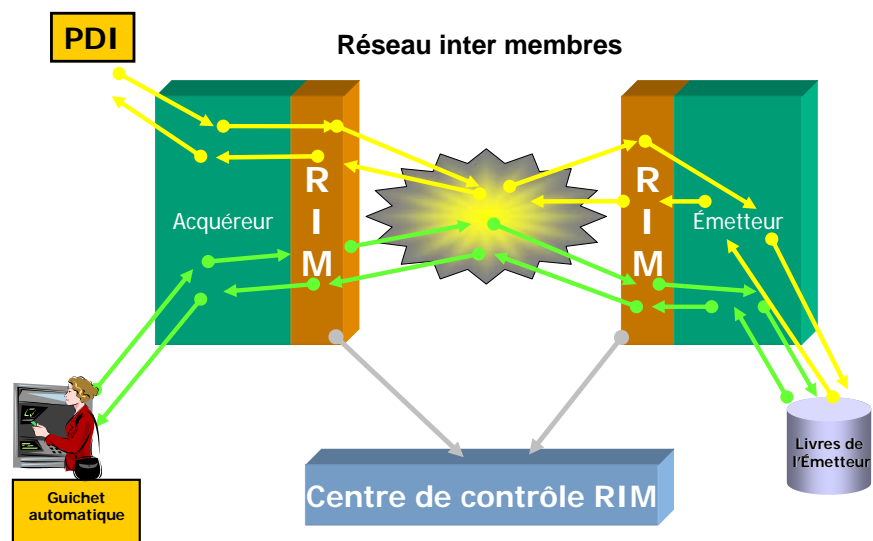 PDI
Réseau inter membres
Acquéreur
R
I
M
R
I
M
Émetteur
Livres de
l'Émetteur
Centre de contrôle RIM
Guichet
automatique